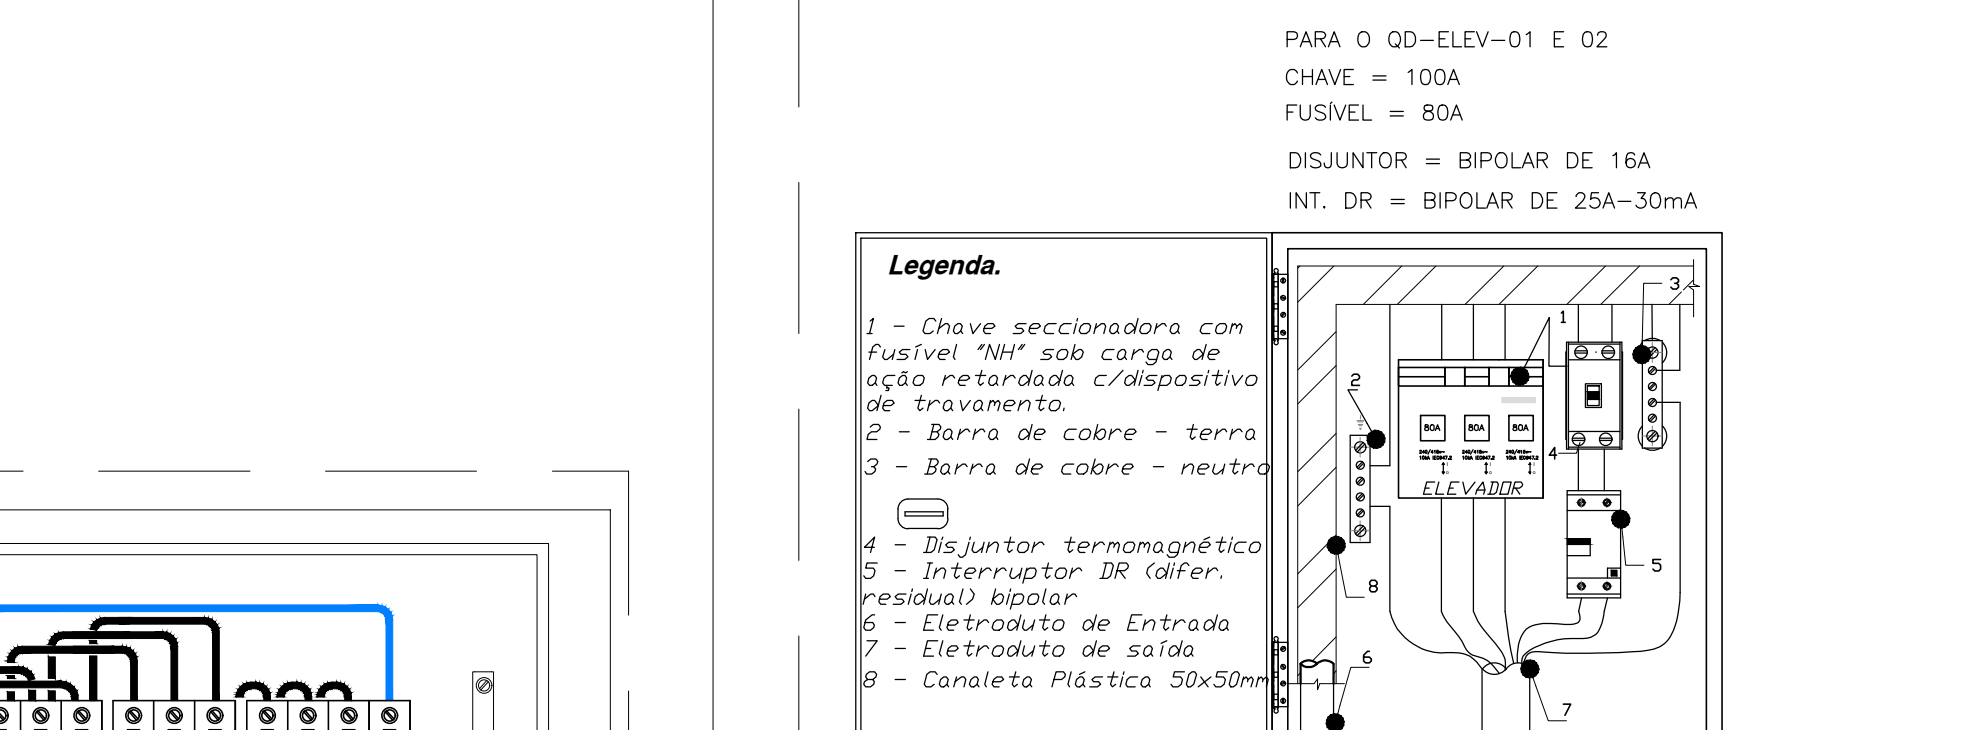 PARA O QD-ELEV-01 E 02
CHAVE = 100A
FUSÍVEL = 80A
DISJUNTOR = BIPOLAR DE 16A
INT. DR = BIPOLAR DE 25A-30mA
Legenda.
1 - Chave seccionadora com
fusível "NH" sob carga de
ação retardada c/dispositivo
de travamento.
2 - Barra de cobre - terra
3 - Barra de cobre - neutro
4 - Disjuntor termomagnético
5 - Interruptor DR (difer.
residual) bipolar
6 - Eletroduto de Entrada
7 - Eletroduto de saída
8 - Canaleta Plástica 50x50mm
3
1
2
80A 80A 80A
4
ELEVADOR
5
8
6
7